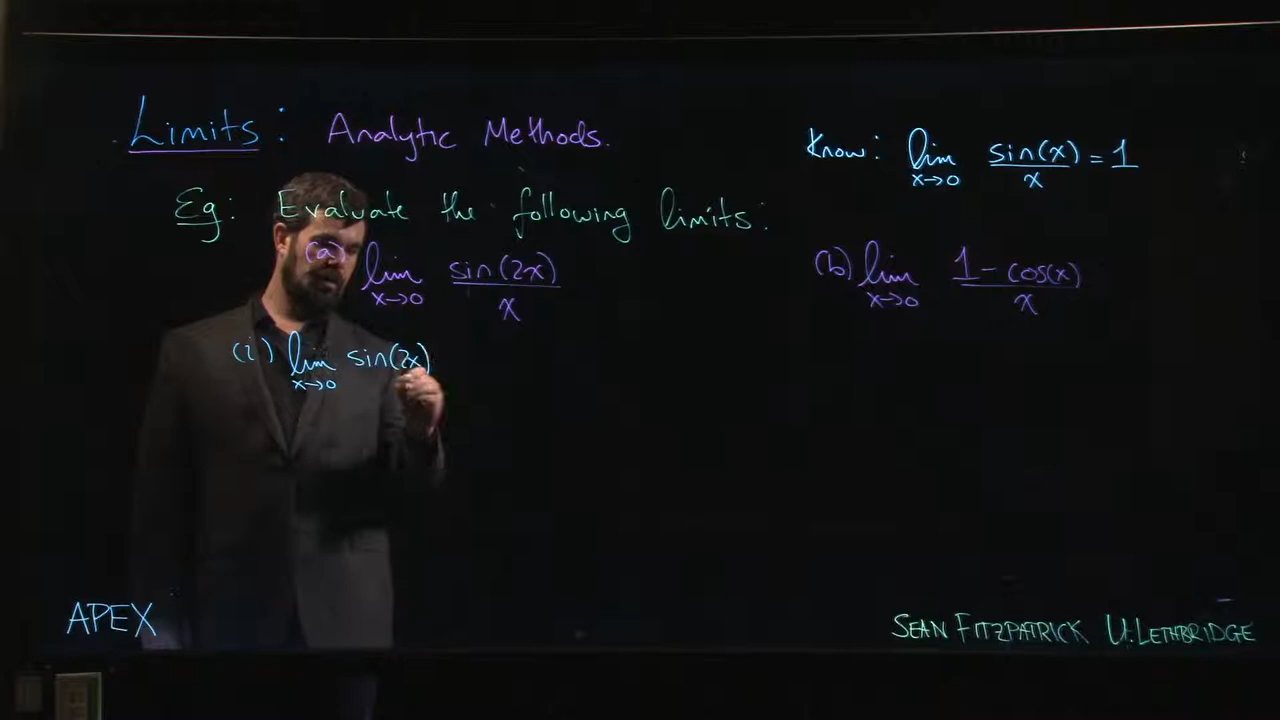 Limits: Analytic Methods.
Know: lim x→0 sin(x)/x = 1
Eg: Evaluate the following limits:
(a) lim x→0 sin(2x)/x
(b) lim x→0 1 - cos(x)/x
(i) lim x→0 sin(2x)
APEX
SEAN FITZPATRICK U. LETHBRIDGE